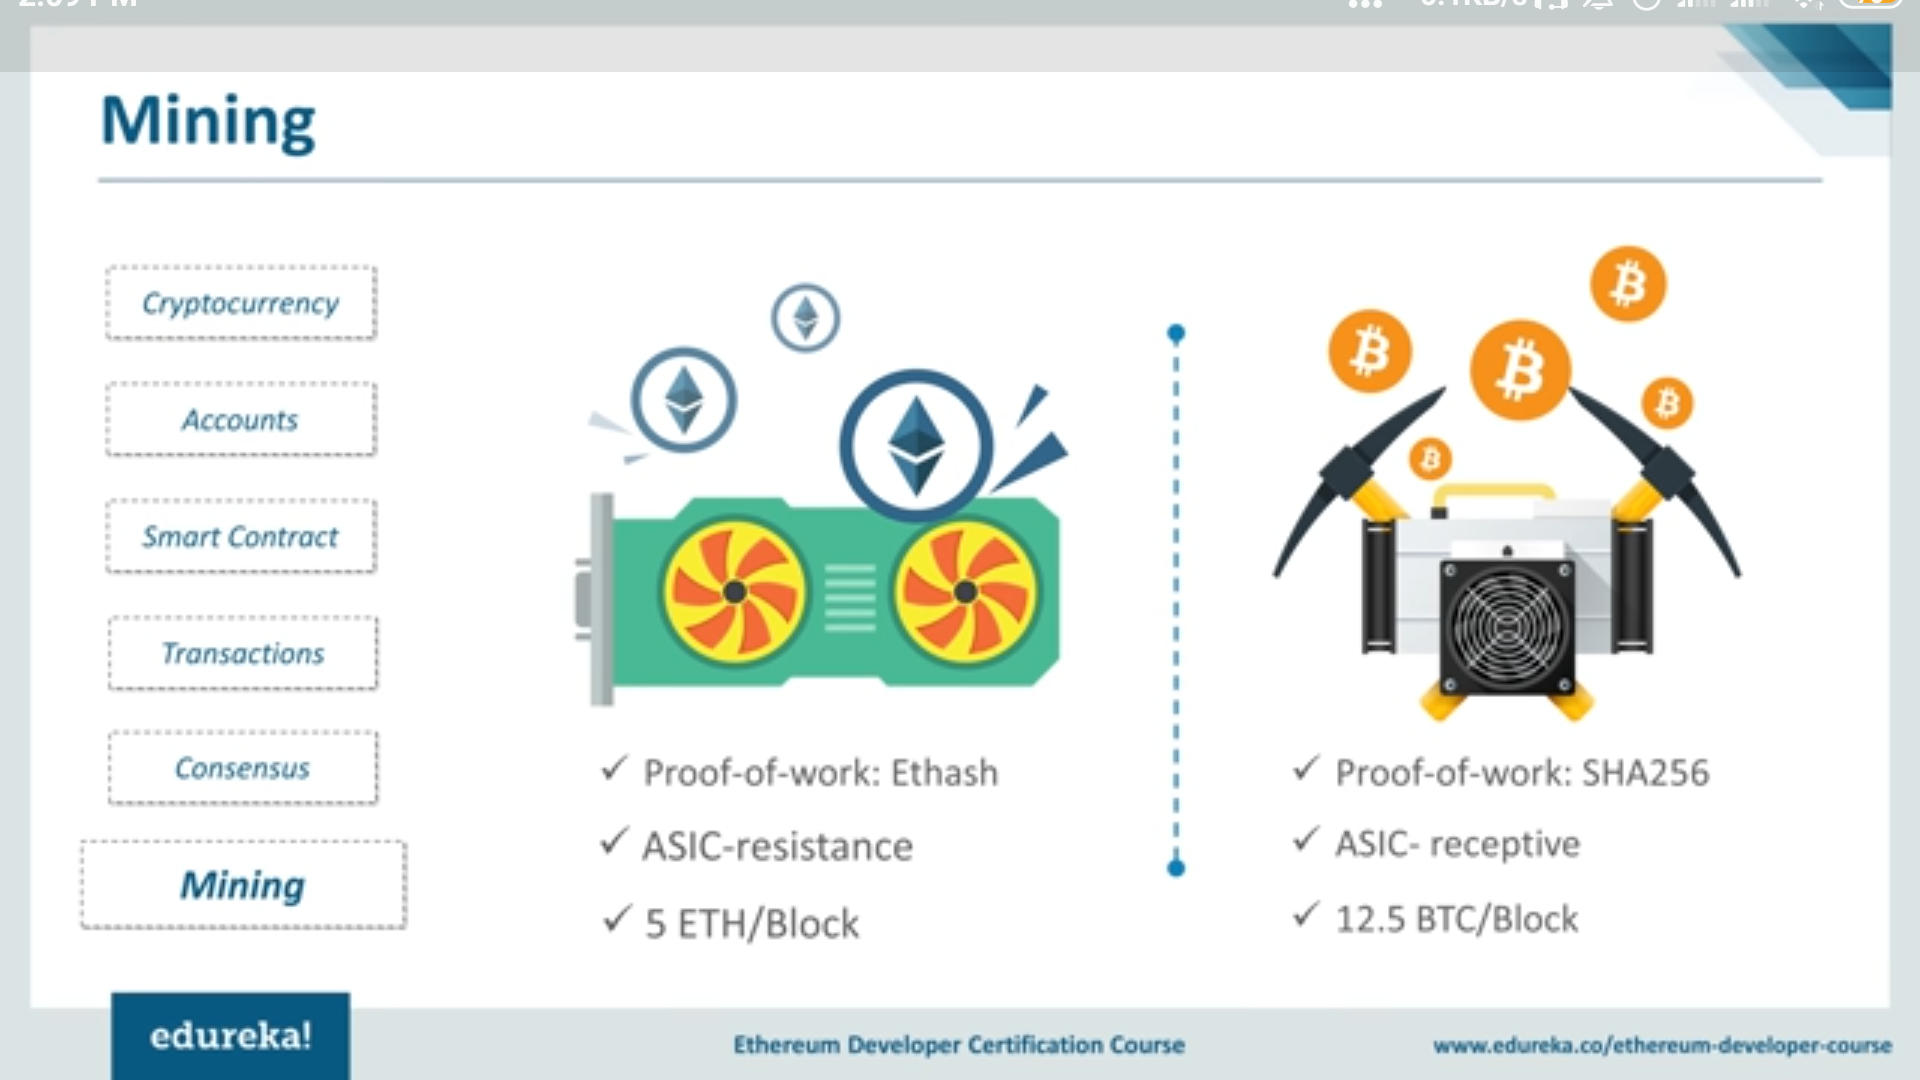 Mining
Cryptocurrency
Accounts
Smart Contract
Transactions
Consensus
Mining
✓ Proof-of-work: Ethash
✓ ASIC-resistance
✓ 5 ETH/Block
✓ Proof-of-work: SHA256
✓ ASIC- receptive
✓ 12.5 BTC/Block
edureka!
Ethereum Developer Certification Course
www.edureka.co/ethereum-developer-course